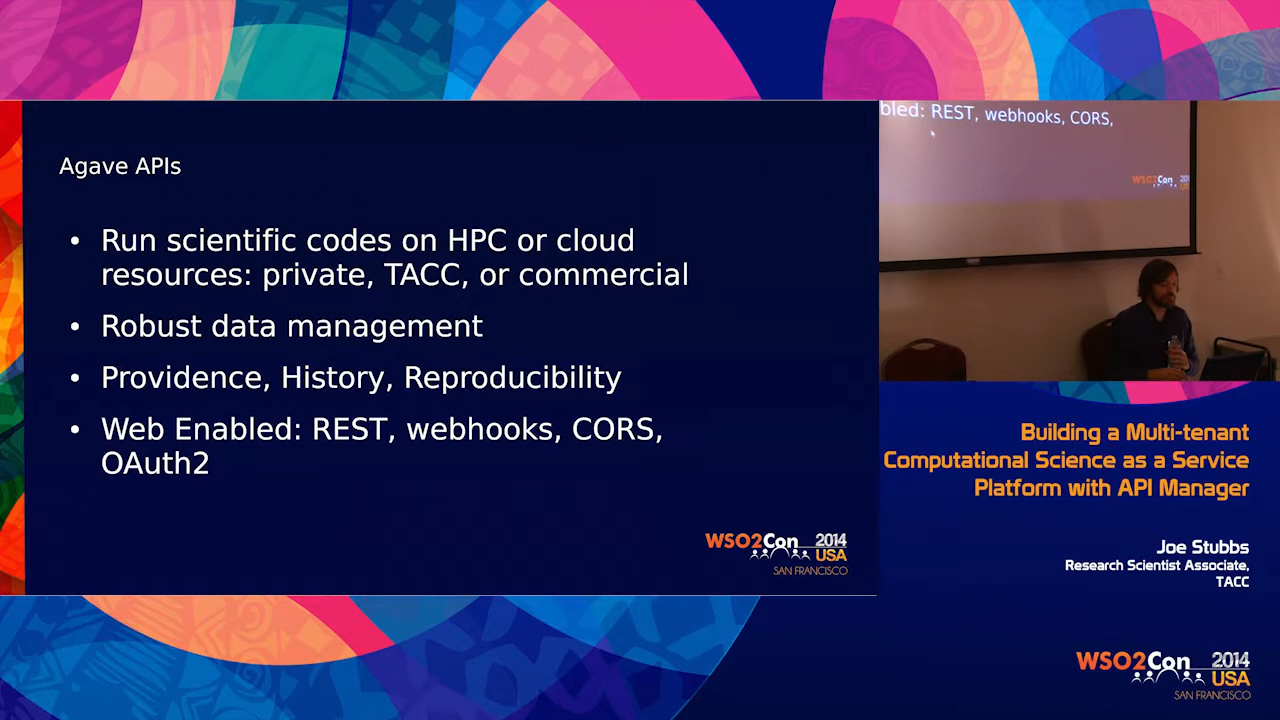 Agave APIs
• Run scientific codes on HPC or cloud
resources: private, TACC, or commercial
• Robust data management
• Providence, History, Reproducibility
• Web Enabled: REST, webhooks, CORS,
OAuth2
WSO2Con 2014
USA
SAN FRANCISCO
bled: REST, webhooks, CORS,
WSO2Con 201
US
Building a Multi-tenant
Computational Science as a Service
Platform with API Manager
Joe Stubbs
Research Scientist Associate,
TACC
WSO2Con 2014
USA
SAN FRANCISCO